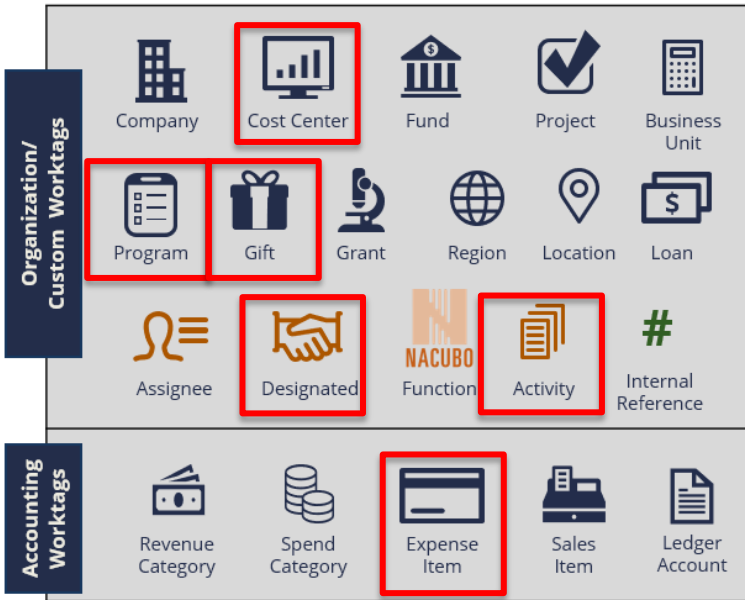 Organization/
Custom Worktags
Company
Cost Center
$
Fund
Project
Business
Unit
Program
Gift
Grant
Region
Location
$
Loan
Assignee
Designated
N
NACUBO
Function
Activity
#
Internal
Reference
Accounting
Worktags
Revenue
Category
Spend
Category
Expense
Item
Sales
Item
Ledger
Account